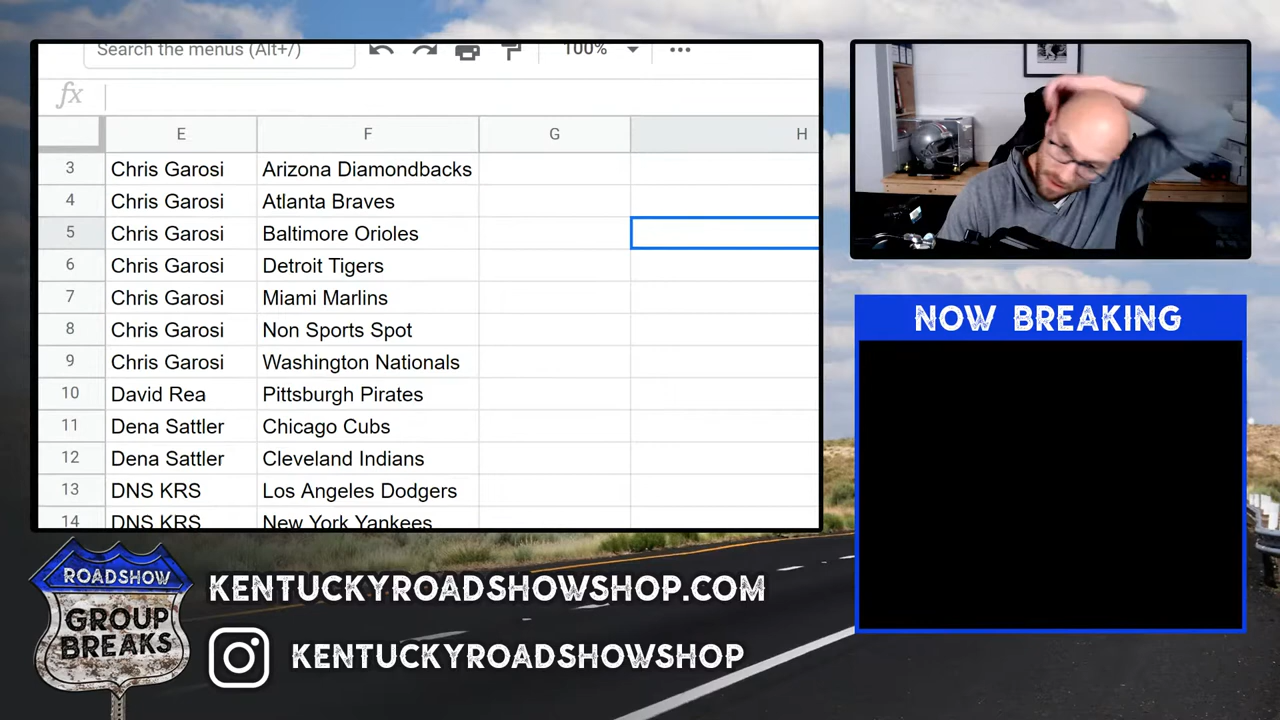 Search the menus (Alt+/)
100%
fx
E F G H
3 Chris Garosi Arizona Diamondbacks
4 Chris Garosi Atlanta Braves
5 Chris Garosi Baltimore Orioles
6 Chris Garosi Detroit Tigers
7 Chris Garosi Miami Marlins
8 Chris Garosi Non Sports Spot
9 Chris Garosi Washington Nationals
10 David Rea Pittsburgh Pirates
11 Dena Sattler Chicago Cubs
12 Dena Sattler Cleveland Indians
13 DNS KRS Los Angeles Dodgers
14 DNS KRS New York Yankees
NOW BREAKING
ROADSHOW
GROUP
BREAKS
KENTUCKYROADSHOWSHOP.COM
KENTUCKYROADSHOWSHOP